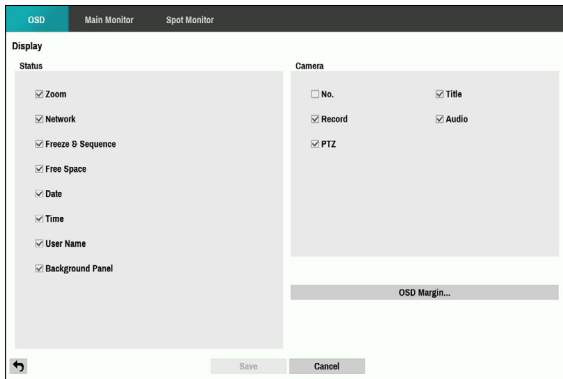 OSD Main Monitor Spot Monitor
Display
Status
Zoom
Network
Freeze & Sequence
Free Space
Date
Time
User Name
Background Panel
Camera
No. Title
Record Audio
PTZ
OSD Margin...
Save Cancel